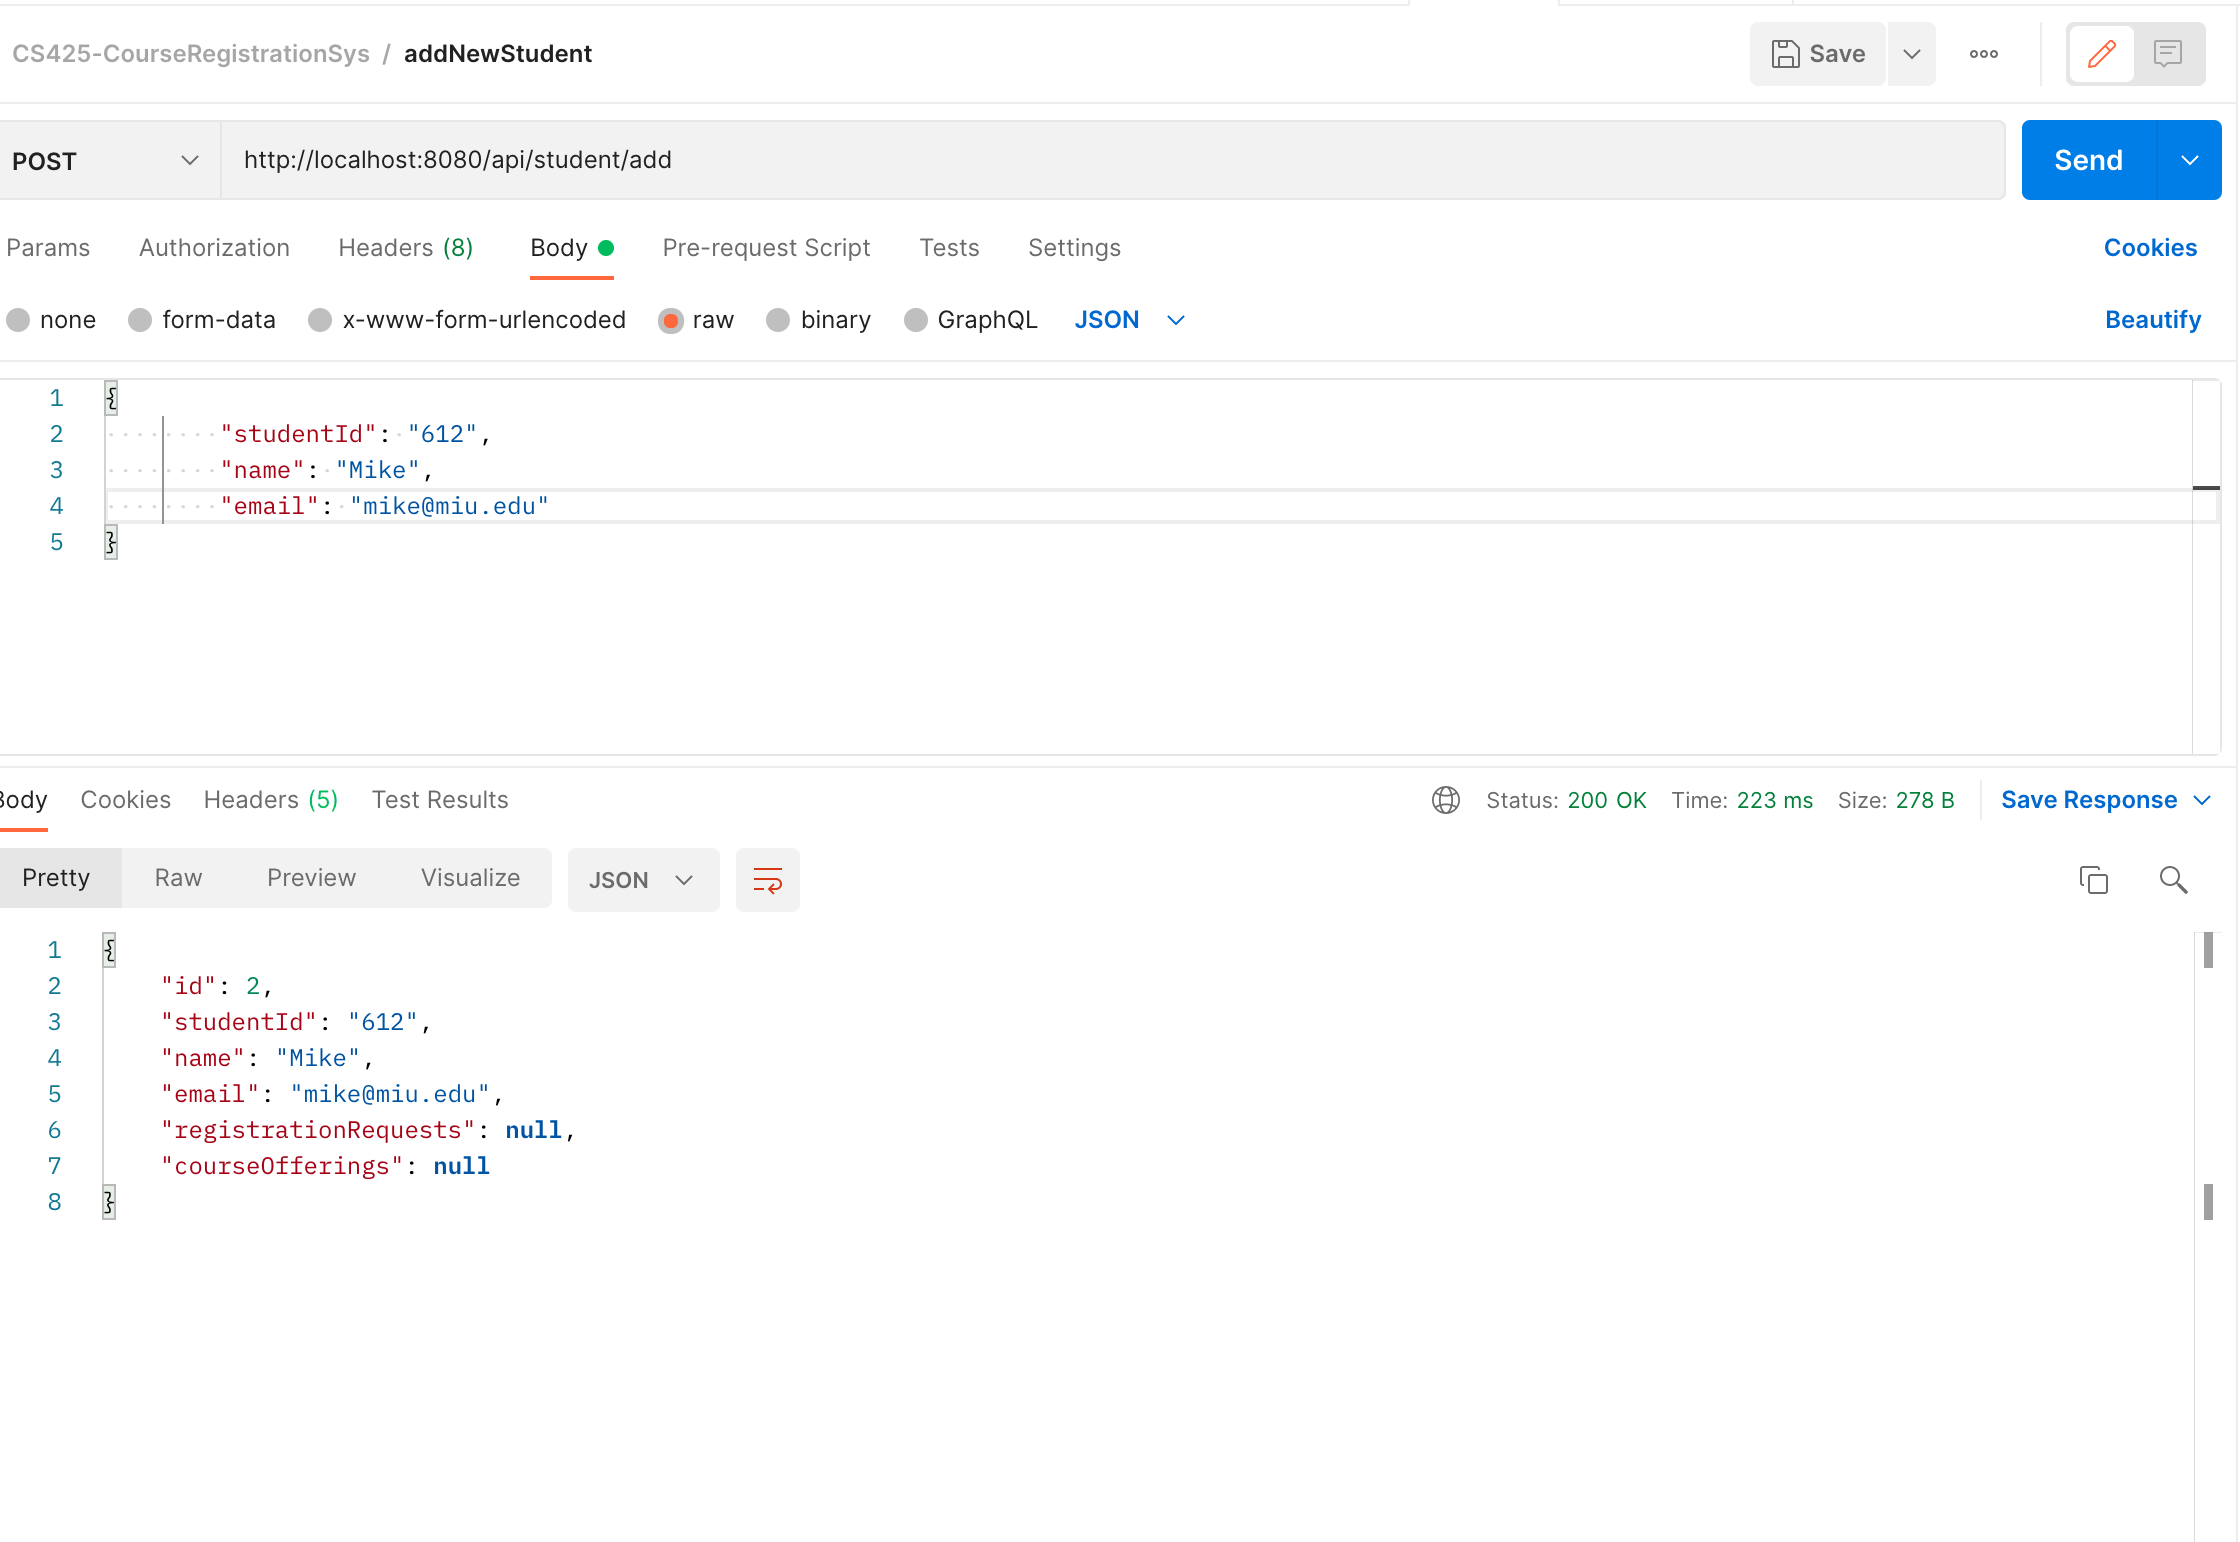 CS425-CourseRegistrationSys / addNewStudent
Save
POST
http://localhost:8080/api/student/add
Send
Params Authorization Headers (8) Body Pre-request Script Tests Settings Cookies
none form-data x-www-form-urlencoded raw binary GraphQL JSON Beautify
1 {
2 "studentId": "612",
3 "name": "Mike",
4 "email": "mike@miu.edu"
5 }
Body Cookies Headers (5) Test Results Status: 200 OK Time: 223 ms Size: 278 B Save Response
Pretty Raw Preview Visualize JSON
1 {
2 "id": 2,
3 "studentId": "612",
4 "name": "Mike",
5 "email": "mike@miu.edu",
6 "registrationRequests": null,
7 "courseOfferings": null
8 }